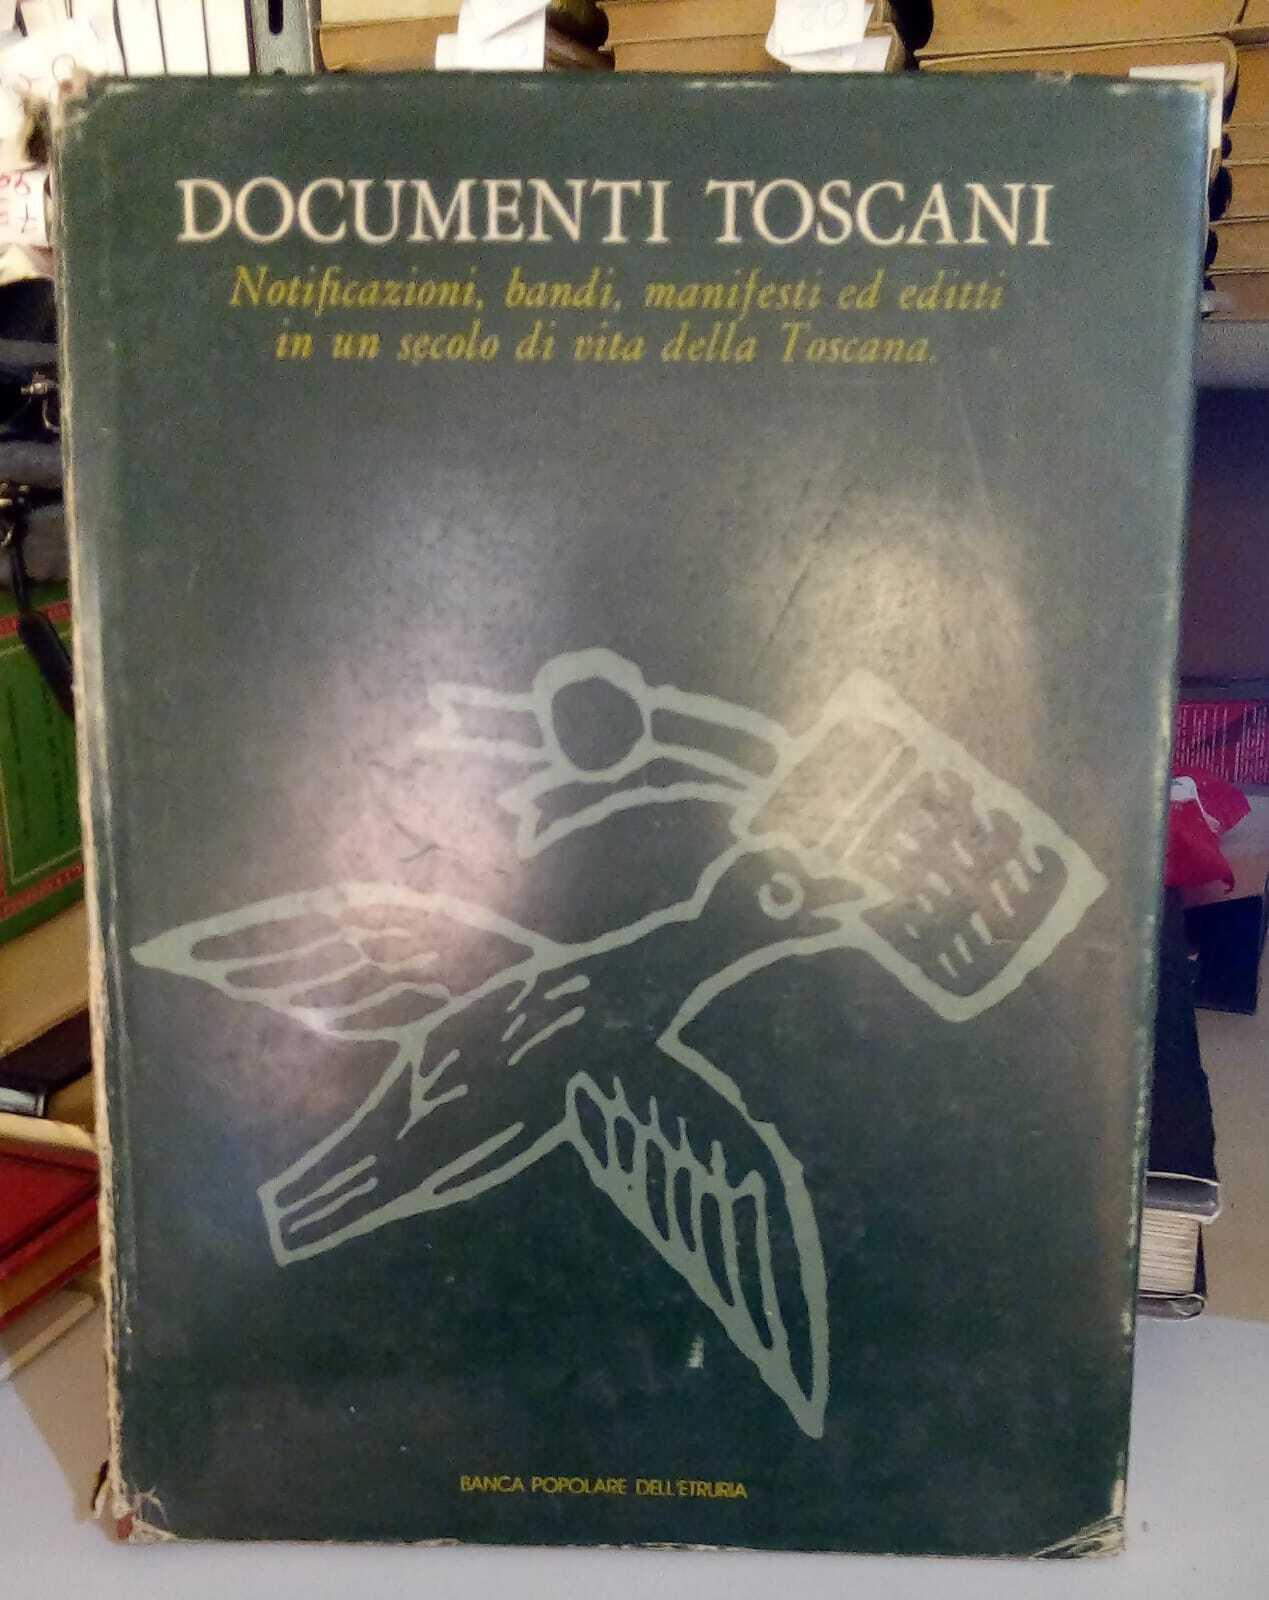 DOCUMENTI TOSCANI
Notificazioni, bandi, manifesti ed editti
in un secolo di vita della Toscana.
BANCA POPOLARE DELL'ETRURIA